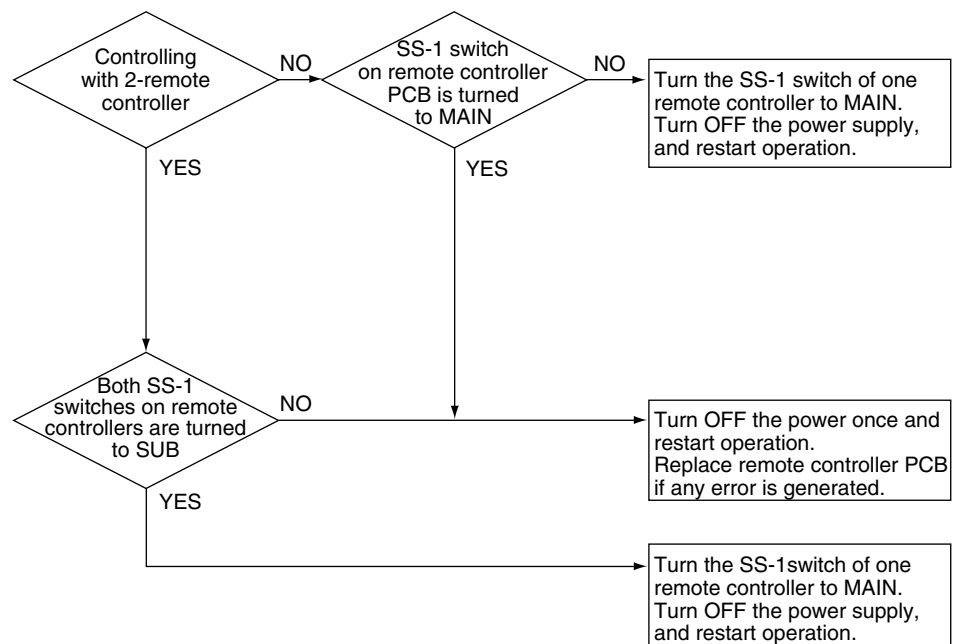 Controlling
with 2-remote
controller
NO
SS-1 switch
on remote controller
PCB is turned
to MAIN
NO
Turn the SS-1 switch of one
remote controller to MAIN.
Turn OFF the power supply,
and restart operation.
YES
YES
Both SS-1
switches on remote
controllers are turned
to SUB
NO
Turn OFF the power once and
restart operation.
Replace remote controller PCB
if any error is generated.
YES
Turn the SS-1switch of one
remote controller to MAIN.
Turn OFF the power supply,
and restart operation.